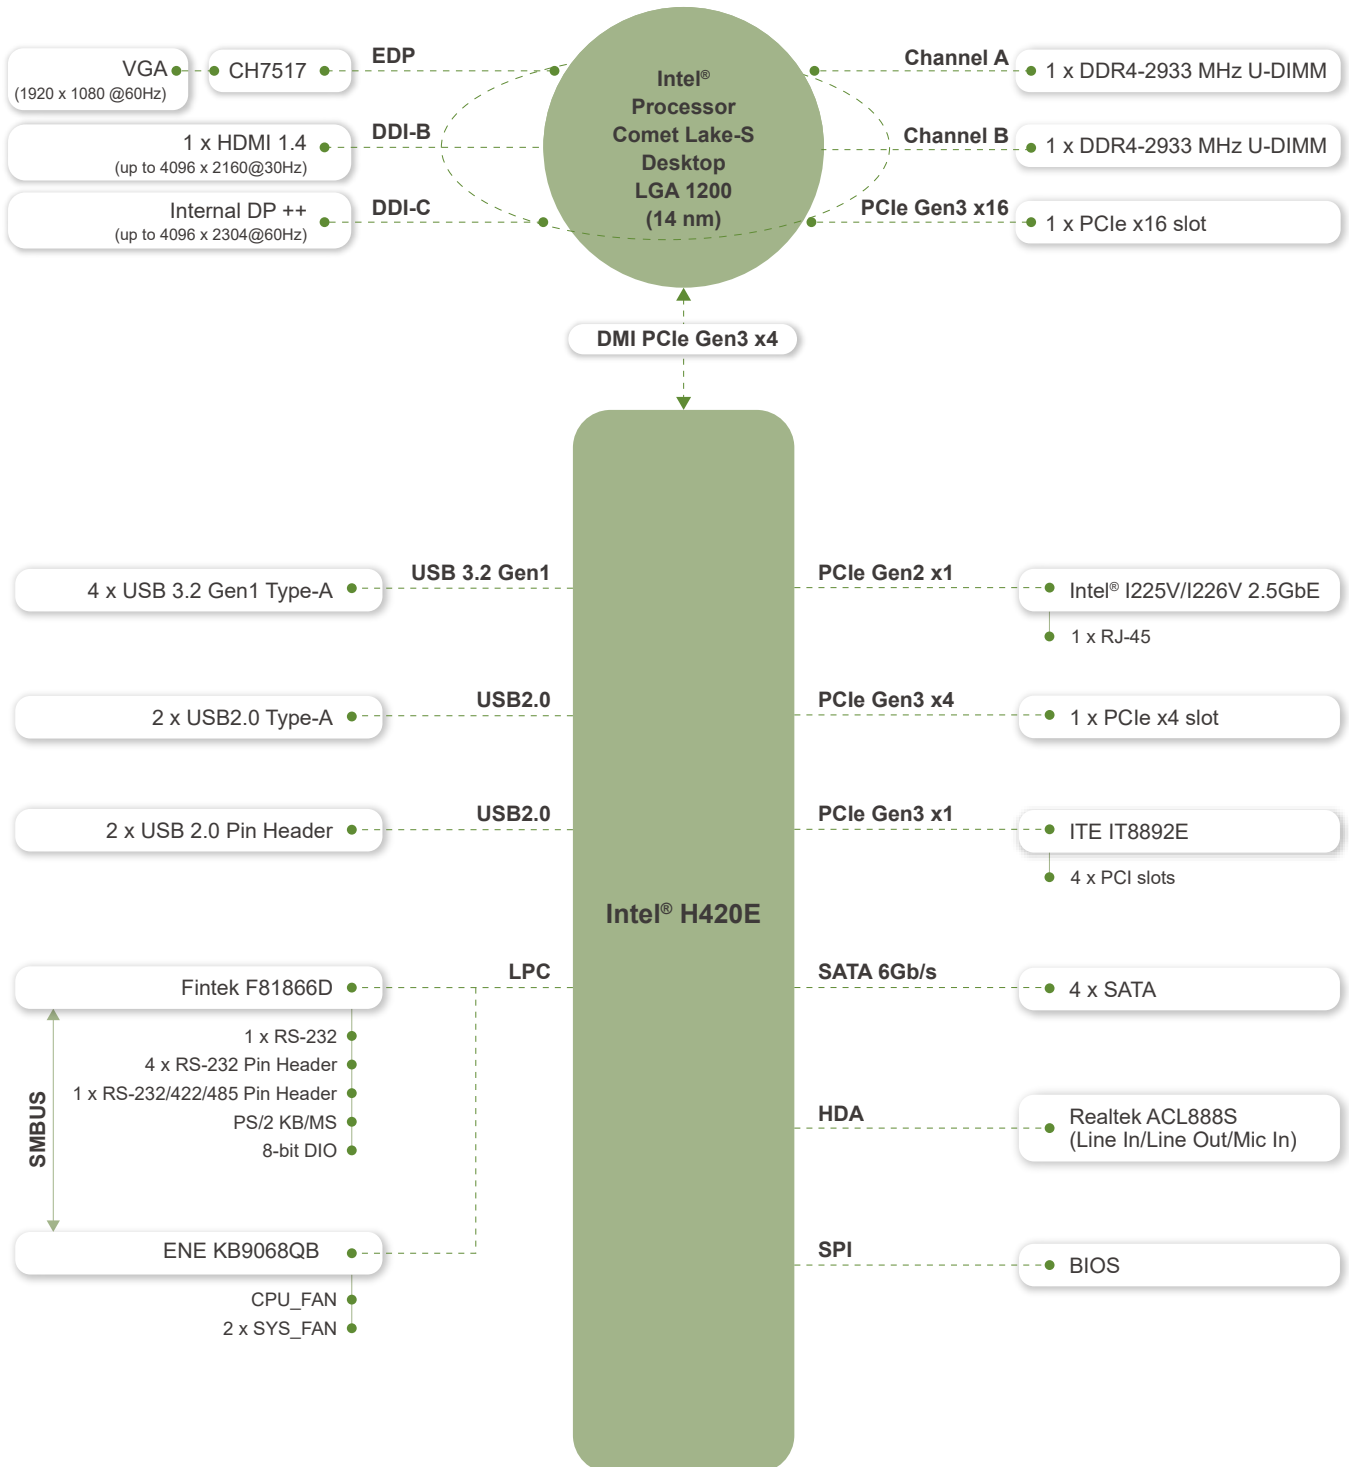 VGA
(1920 x 1080 @60Hz)
CH7517
EDP
1 x HDMI 1.4
(up to 4096 x 2160@30Hz)
DDI-B
Internal DP ++
(up to 4096 x 2304@60Hz)
DDI-C
Intel®
Processor
Comet Lake-S
Desktop
LGA 1200
(14 nm)
Channel A
1 x DDR4-2933 MHz U-DIMM
Channel B
1 x DDR4-2933 MHz U-DIMM
PCIe Gen3 x16
1 x PCIe x16 slot
DMI PCIe Gen3 x4
Intel® H420E
4 x USB 3.2 Gen1 Type-A
USB 3.2 Gen1
2 x USB2.0 Type-A
USB2.0
2 x USB 2.0 Pin Header
USB2.0
Fintek F81866D
LPC
1 x RS-232
4 x RS-232 Pin Header
1 x RS-232/422/485 Pin Header
PS/2 KB/MS
8-bit DIO
SMBUS
ENE KB9068QB
CPU_FAN
2 x SYS_FAN
PCIe Gen2 x1
Intel® I225V/I226V 2.5GbE
1 x RJ-45
PCIe Gen3 x4
1 x PCIe x4 slot
PCIe Gen3 x1
ITE IT8892E
4 x PCI slots
SATA 6Gb/s
4 x SATA
HDA
Realtek ACL888S
(Line In/Line Out/Mic In)
SPI
BIOS